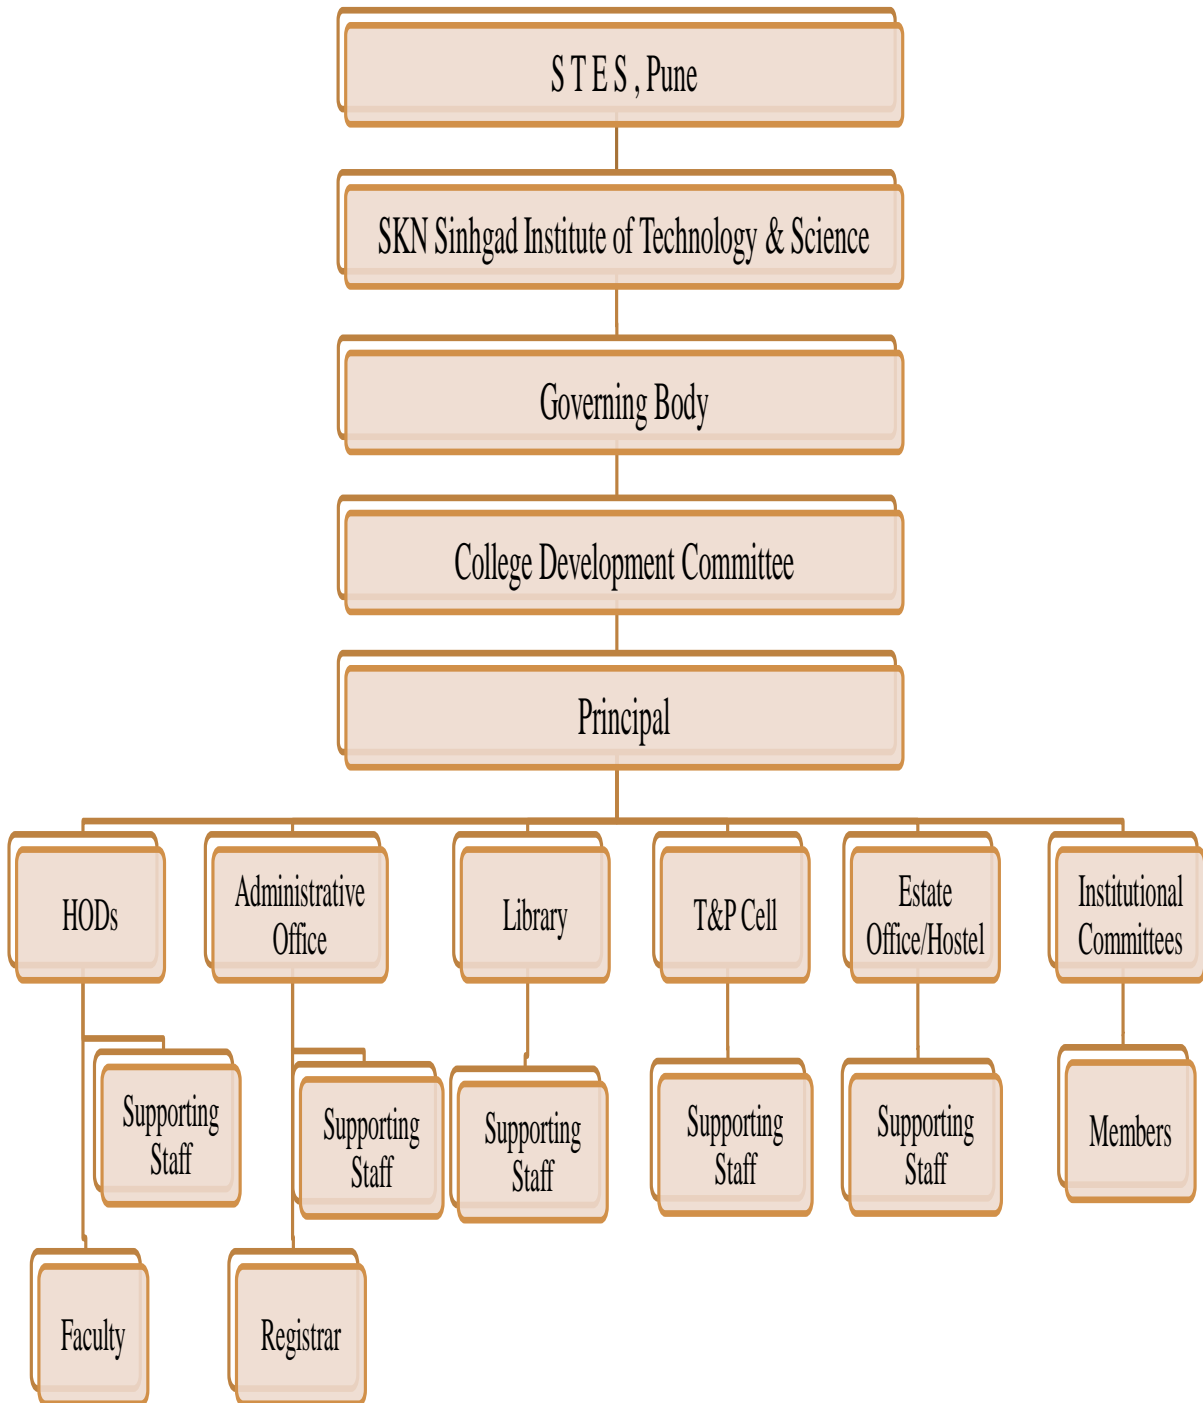 S T E S , Pune
SKN Sinhgad Institute of Technology & Science
Governing Body
College Development Committee
Principal
HODs
Administrative
Office
Library
T&P Cell
Estate
Office/Hostel
Institutional
Committees
Supporting
Staff
Supporting
Staff
Supporting
Staff
Supporting
Staff
Supporting
Staff
Members
Faculty
Registrar